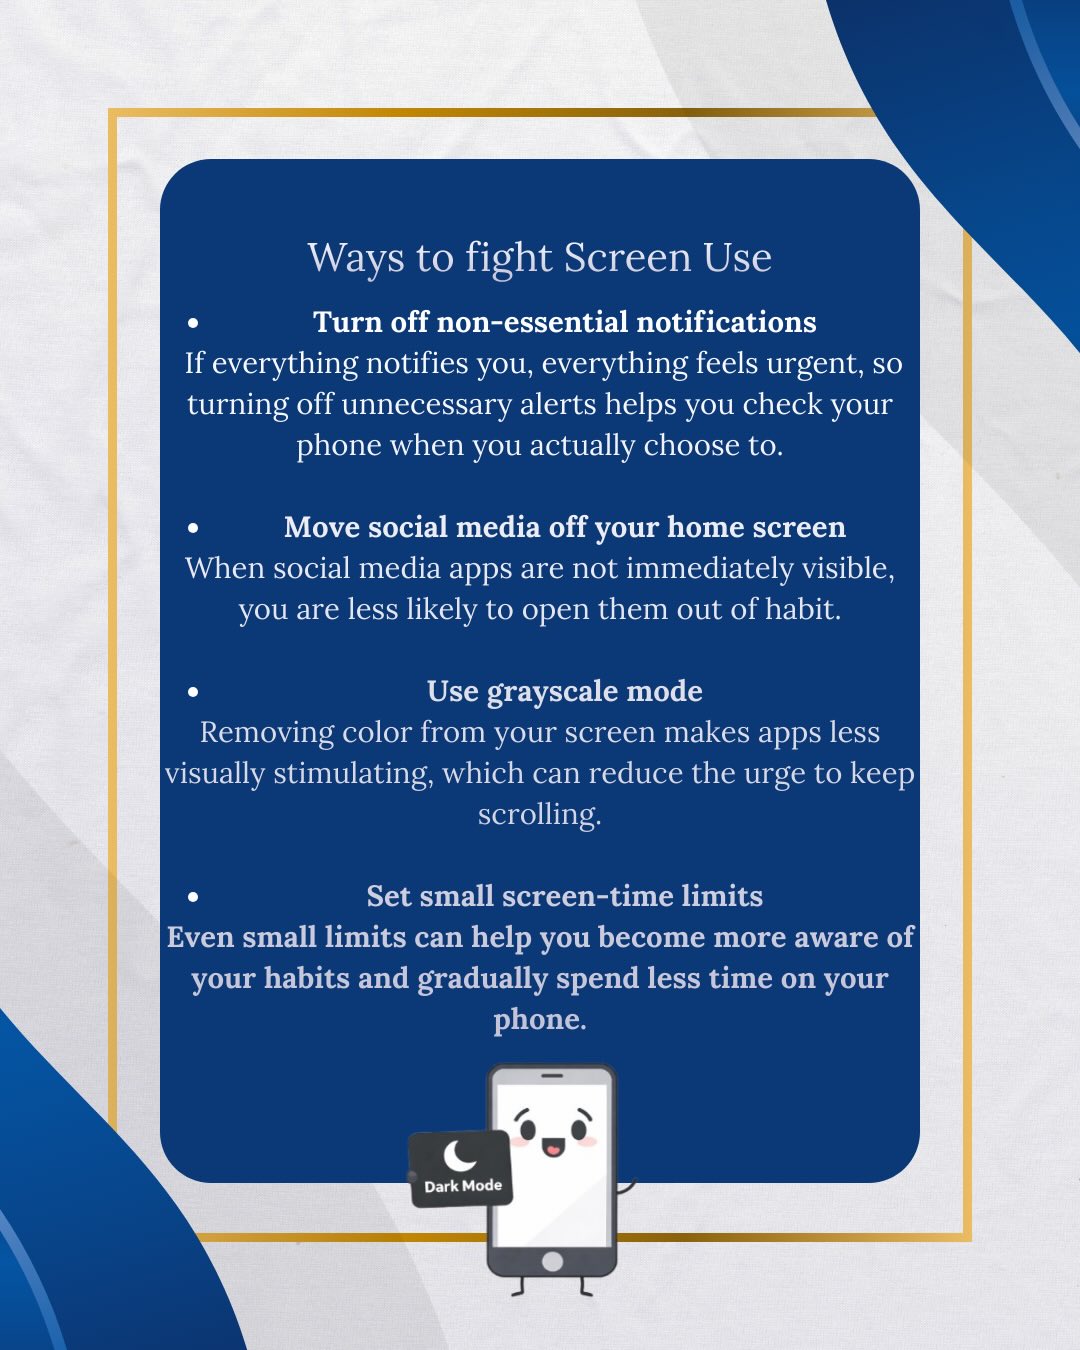 Ways to fight Screen Use
• Turn off non-essential notifications
If everything notifies you, everything feels urgent, so
turning off unnecessary alerts helps you check your
phone when you actually choose to.
• Move social media off your home screen
When social media apps are not immediately visible,
you are less likely to open them out of habit.
• Use grayscale mode
Removing color from your screen makes apps less
visually stimulating, which can reduce the urge to keep
scrolling.
• Set small screen-time limits
Even small limits can help you become more aware of
your habits and gradually spend less time on your
phone.
Dark Mode